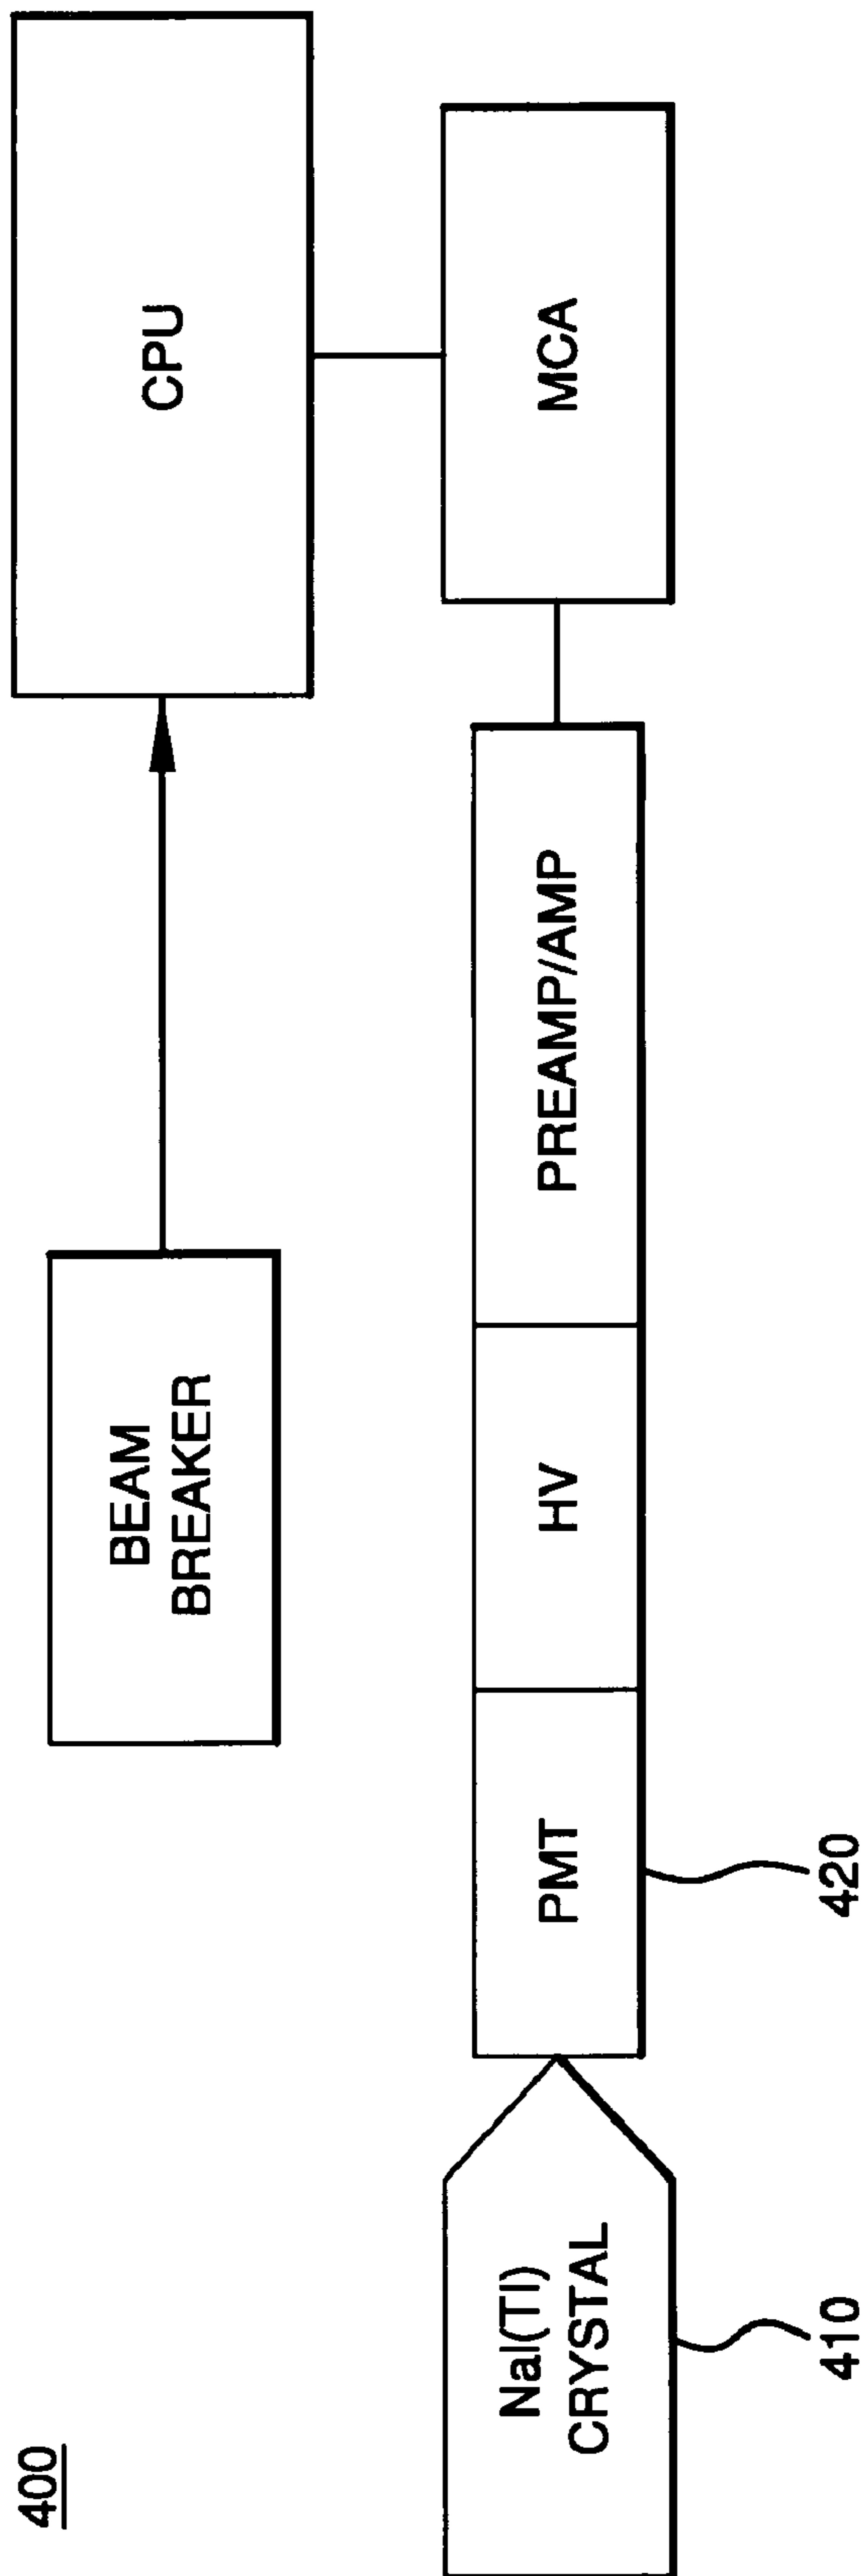 400
BEAM
BREAKER
CPU
NaI(Tl)
CRYSTAL
PMT
HV
PREAMP/AMP
MCA
410
420